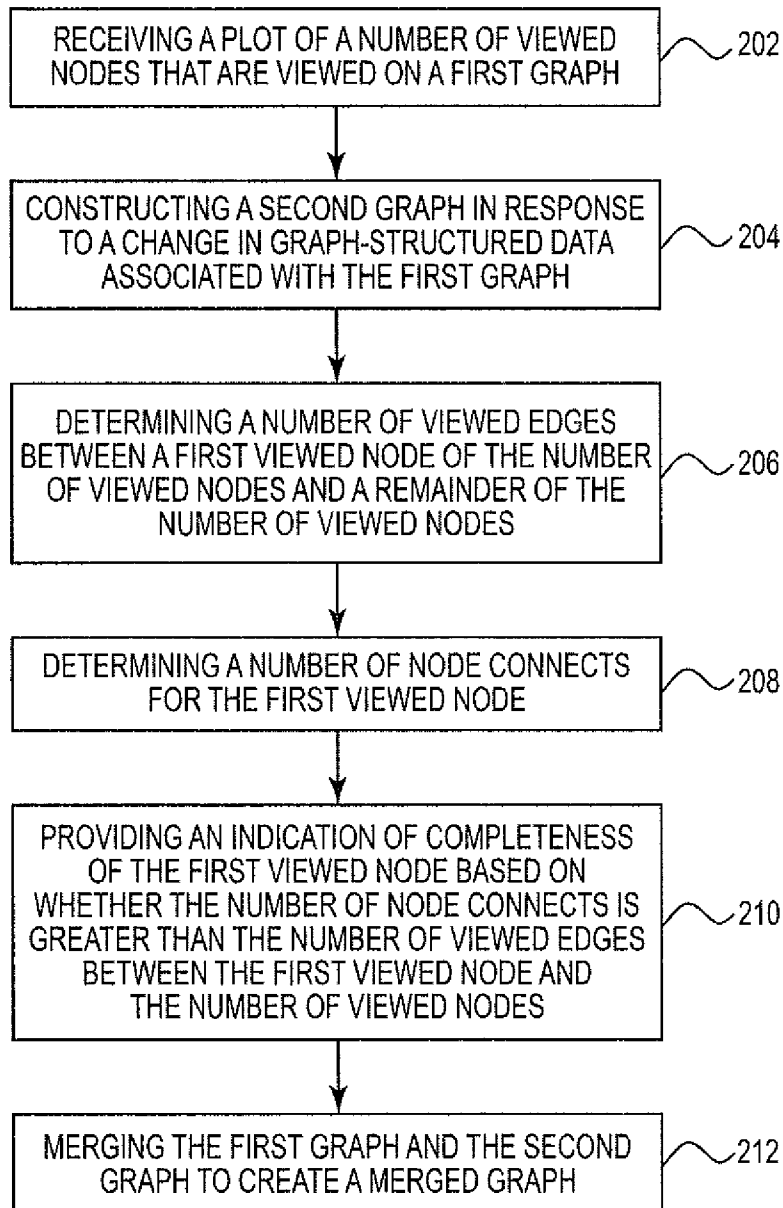 RECEIVING A PLOT OF A NUMBER OF VIEWED
NODES THAT ARE VIEWED ON A FIRST GRAPH
202
CONSTRUCTING A SECOND GRAPH IN RESPONSE
TO A CHANGE IN GRAPH-STRUCTURED DATA
ASSOCIATED WITH THE FIRST GRAPH
204
DETERMINING A NUMBER OF VIEWED EDGES
BETWEEN A FIRST VIEWED NODE OF THE NUMBER
OF VIEWED NODES AND A REMAINDER OF THE
NUMBER OF VIEWED NODES
206
DETERMINING A NUMBER OF NODE CONNECTS
FOR THE FIRST VIEWED NODE
208
PROVIDING AN INDICATION OF COMPLETENESS
OF THE FIRST VIEWED NODE BASED ON
WHETHER THE NUMBER OF NODE CONNECTS IS
GREATER THAN THE NUMBER OF VIEWED EDGES
BETWEEN THE FIRST VIEWED NODE AND
THE NUMBER OF VIEWED NODES
210
MERGING THE FIRST GRAPH AND THE SECOND
GRAPH TO CREATE A MERGED GRAPH
212